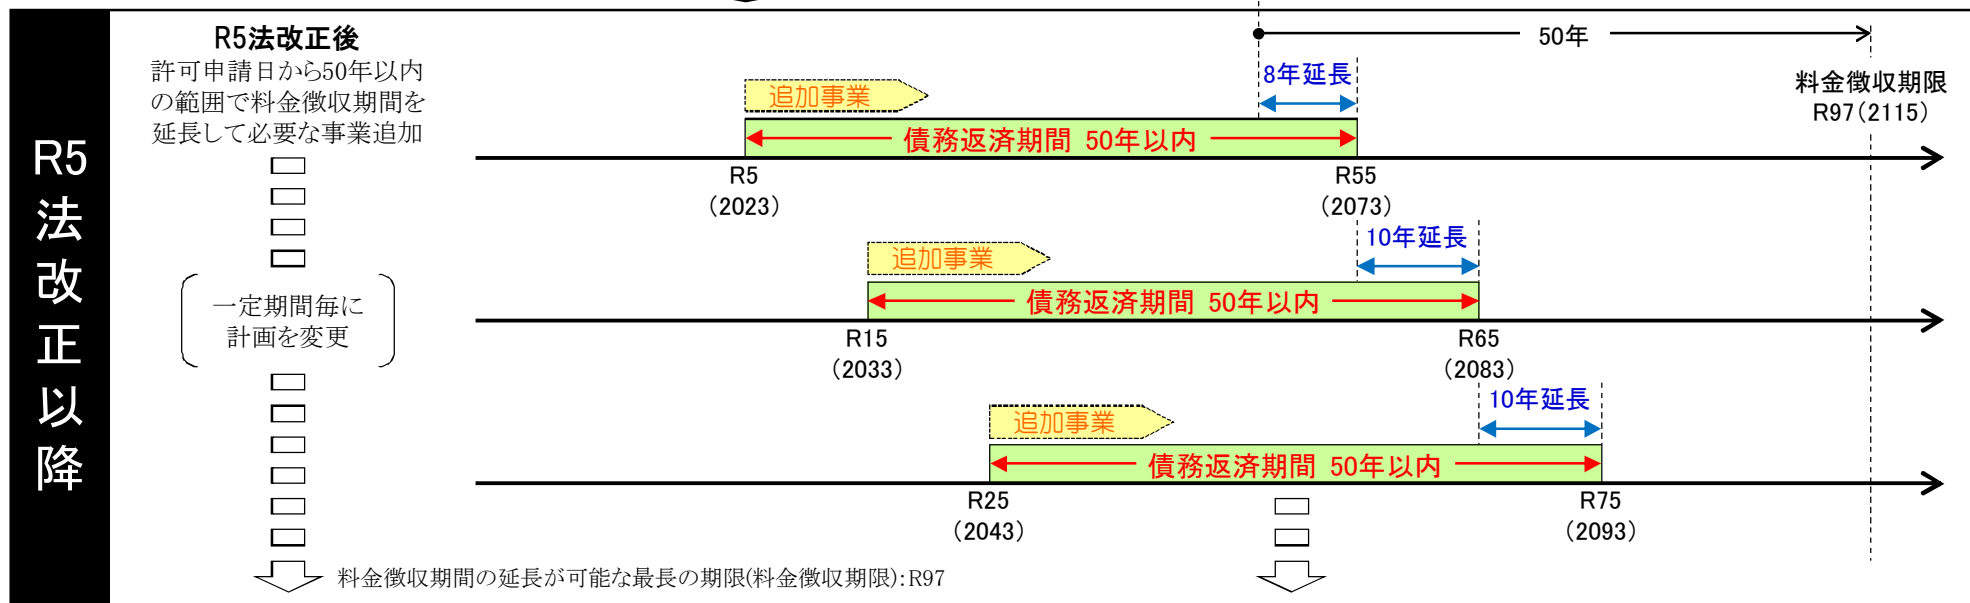 R5法改正以降
R5法改正後
許可申請日から50年以内
の範囲で料金徴収期間を
延長して必要な事業追加
一定期間毎に
計画を変更
料金徴収期間の延長が可能な最長の期限(料金徴収期限):R97
50年
料金徴収期限
R97(2115)
8年延長
追加事業
債務返済期間 50年以内
R5
(2023)
R55
(2073)
10年延長
追加事業
債務返済期間 50年以内
R15
(2033)
R65
(2083)
10年延長
追加事業
債務返済期間 50年以内
R25
(2043)
R75
(2093)